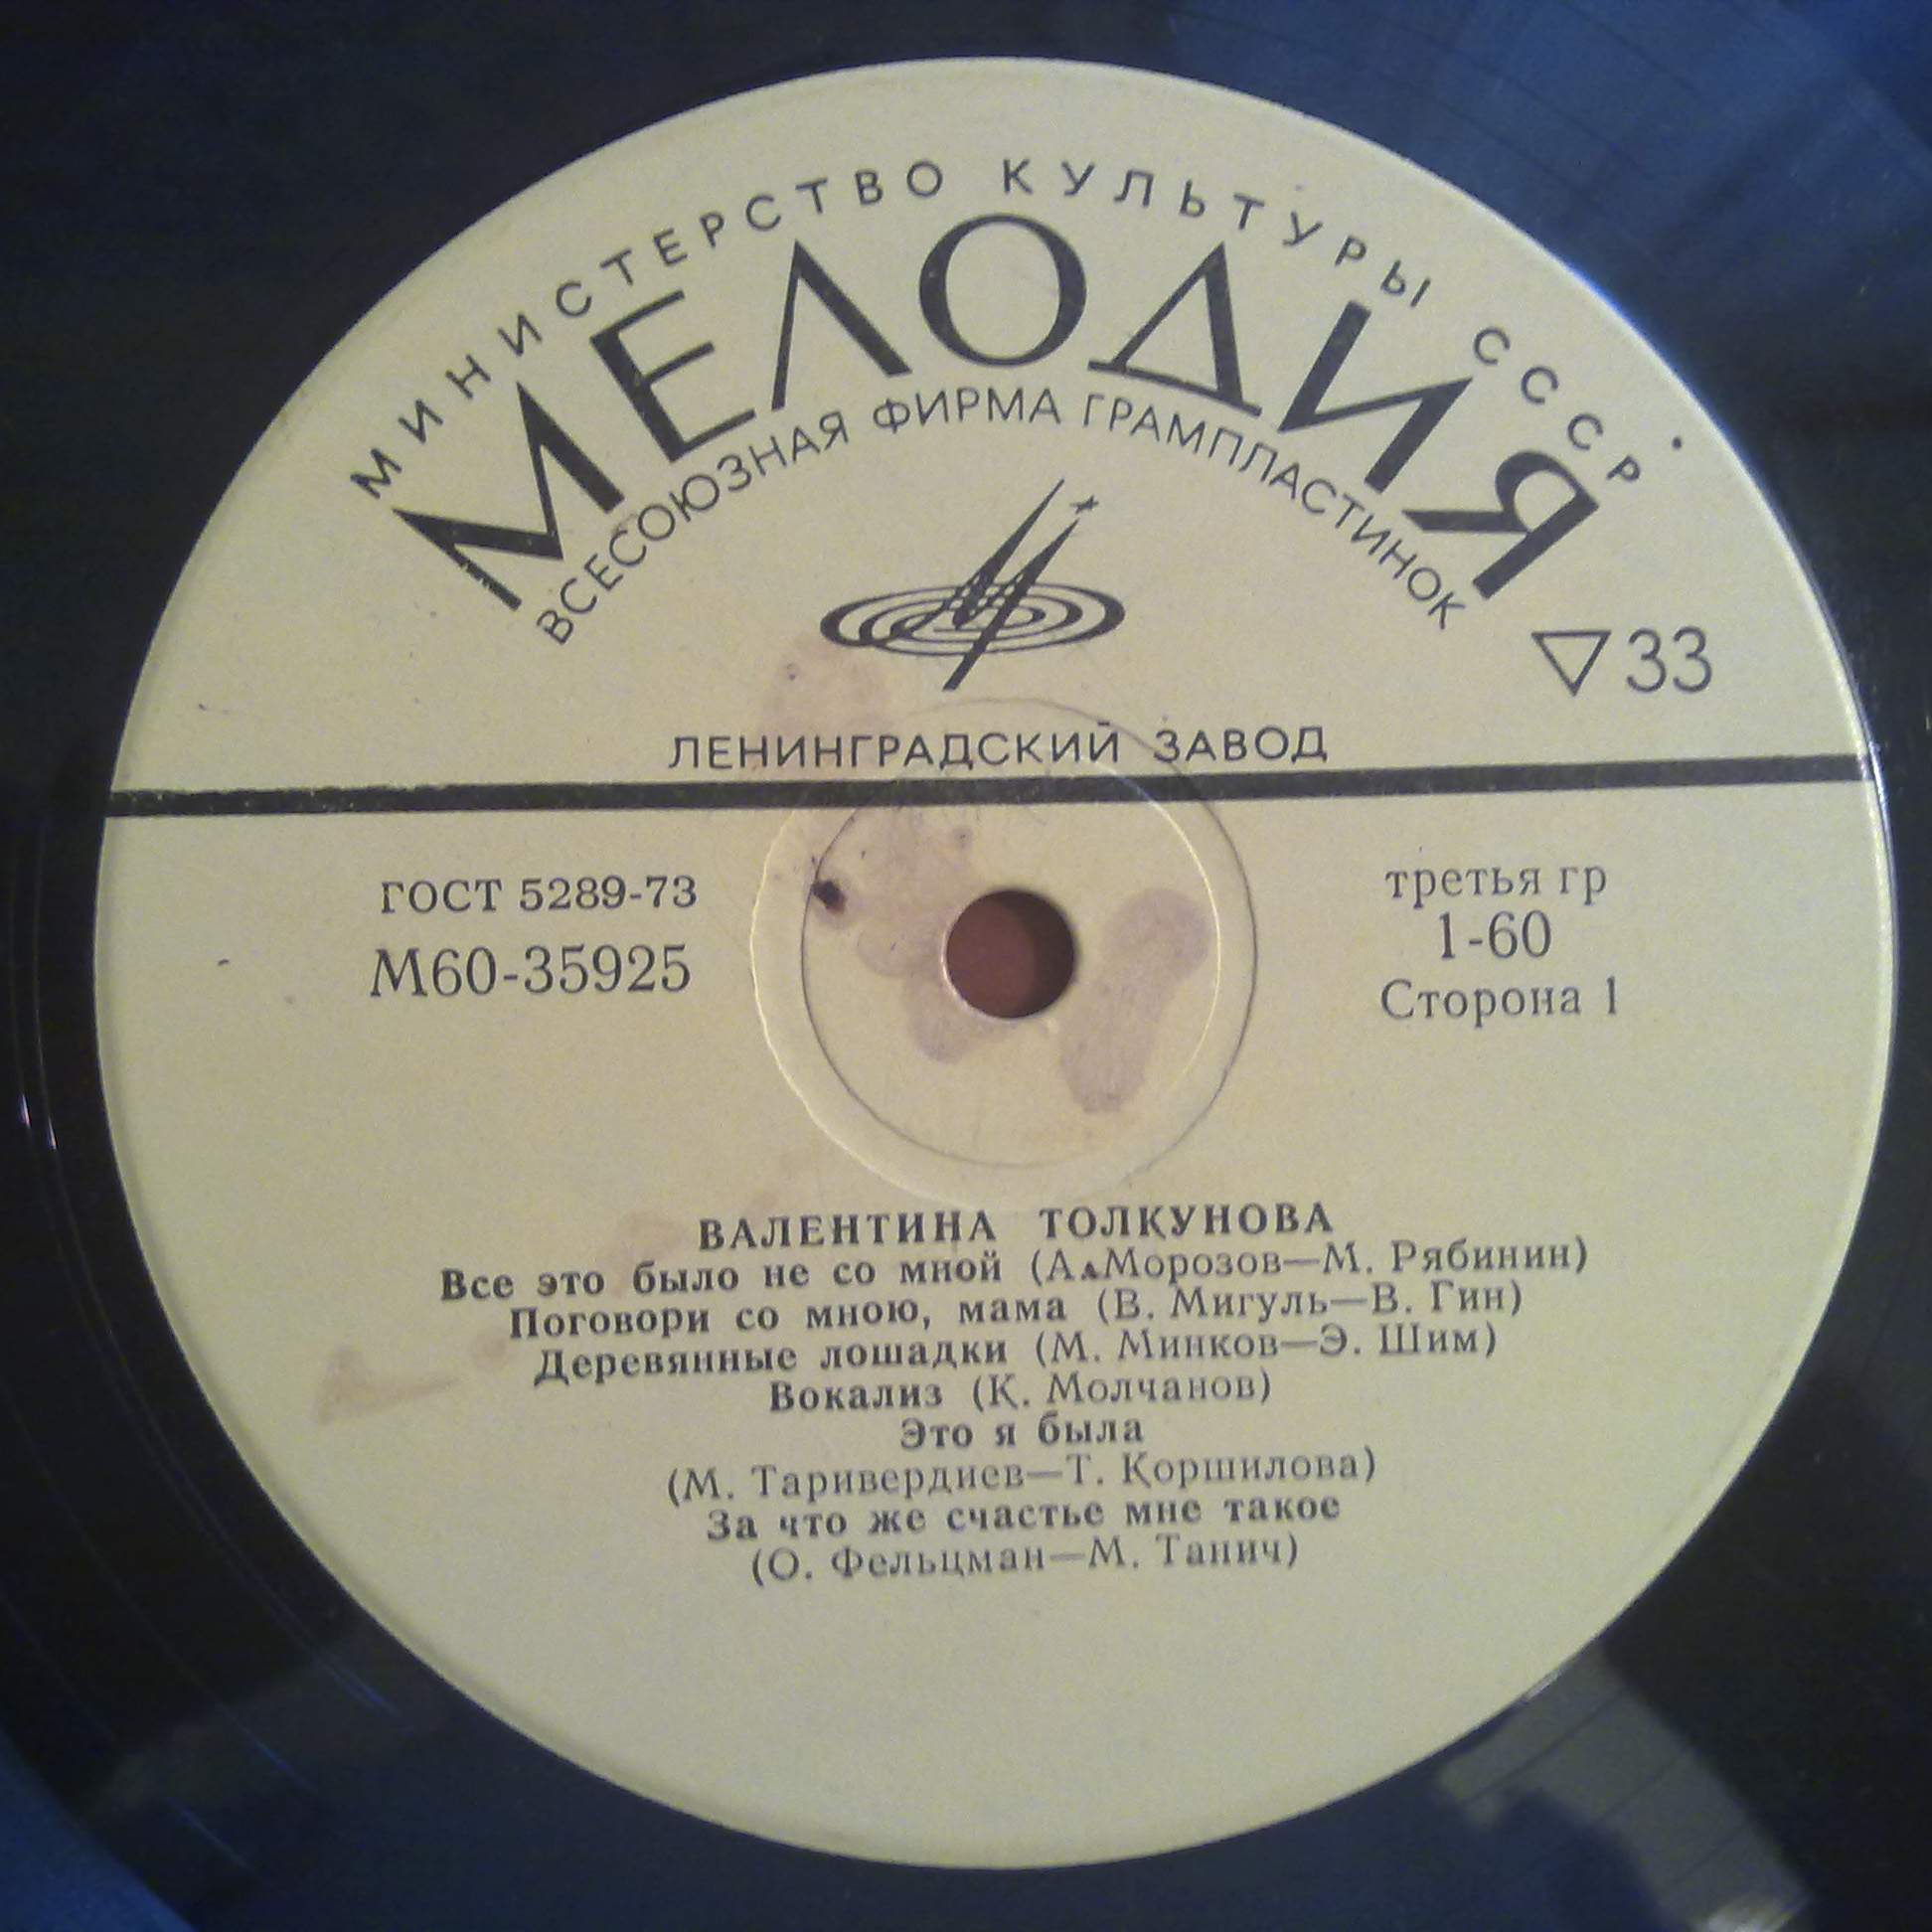 МИНИСТЕРСТВО КУЛЬТУРЫ СССР
МЕЛОДИЯ
ВСЕСОЮЗНАЯ ФИРМА ГРАМПЛАСТИНОК
33
ЛЕНИНГРАДСКИЙ ЗАВОД
ГОСТ 5289-73
М60-35925
третья гр
1-60
Сторона 1
ВАЛЕНТИНА ТОЛКУНОВА
Все это было не со мной (А. Морозов—М. Рябинин)
Поговори со мною, мама (В. Мигуль—В. Гин)
Деревянные лошадки (М. Минков—Э. Шим)
Вокализ (К. Молчанов)
Это я была
(М. Таривердиев—Т. Коршилова)
За что же счастье мне такое
(О. Фельцман—М. Танич)